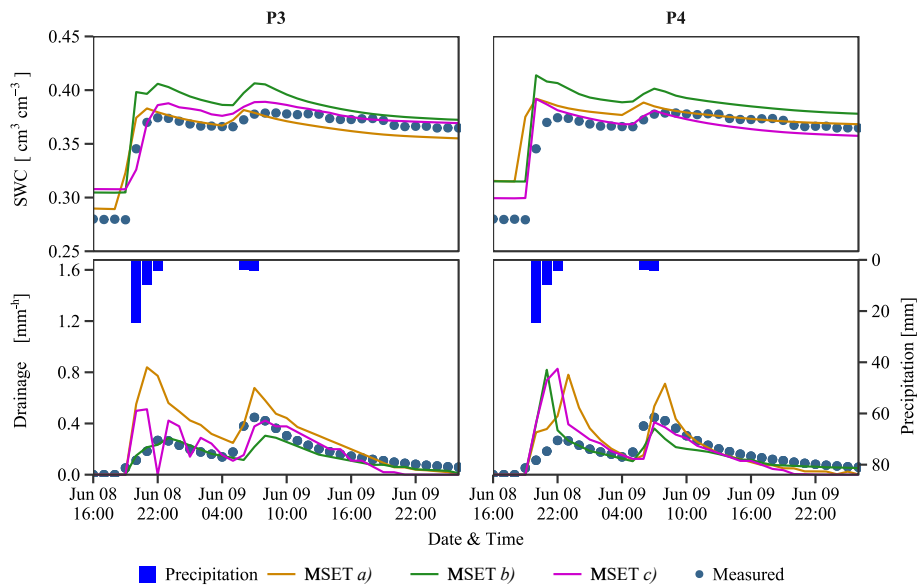 P3 P4
SWC [ cm³ cm⁻³ ]
0.45
0.40
0.35
0.30
0.25
Drainage [mm⁻ʰ]
1.6
1.2
0.8
0.4
0.0
0
20
40
60
80
Precipitation [mm]
Jun 08 Jun 08 Jun 09 Jun 09 Jun 09 Jun 09 Jun 08 Jun 08 Jun 09 Jun 09 Jun 09 Jun 09
16:00 22:00 04:00 10:00 16:00 22:00 16:00 22:00 04:00 10:00 16:00 22:00
Date & Time
Precipitation MSET a) MSET b) MSET c) Measured